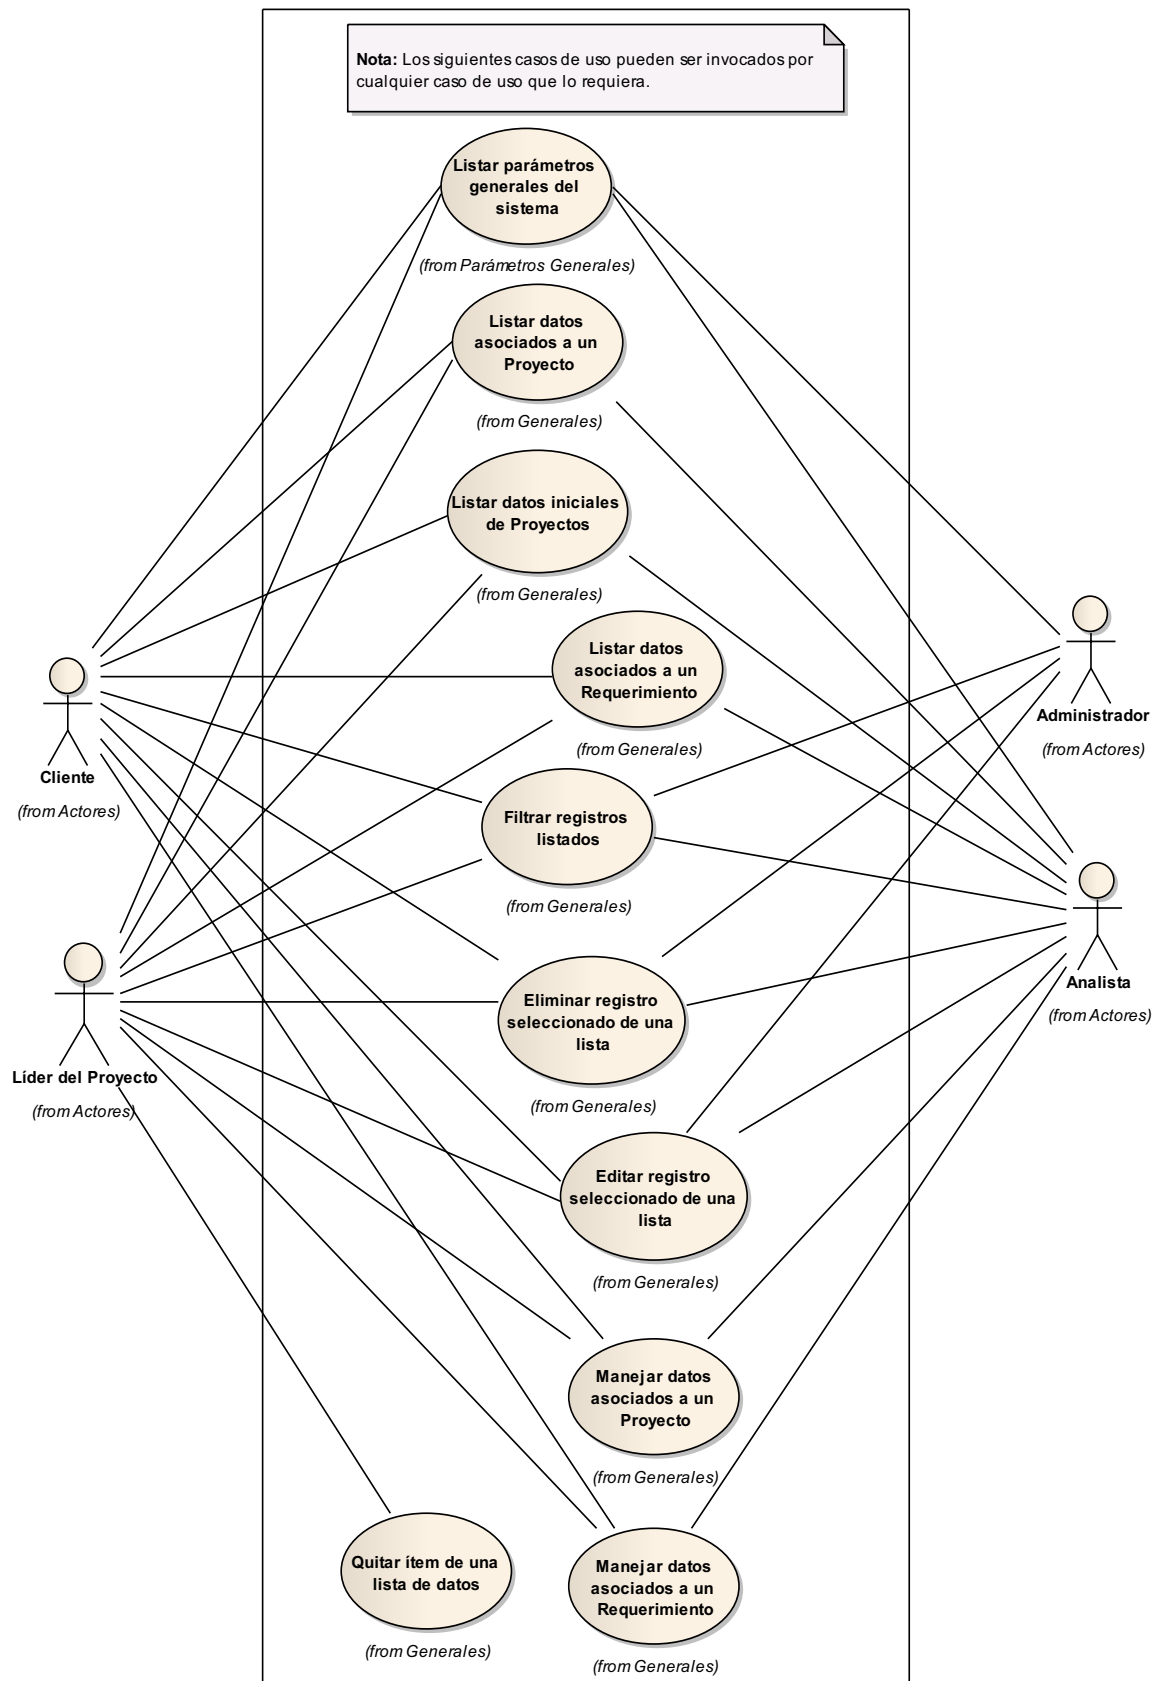 Nota: Los siguientes casos de uso pueden ser invocados por
cualquier caso de uso que lo requiera.
Listar parámetros
generales del
sistema
(from Parámetros Generales)
Listar datos
asociados a un
Proyecto
(from Generales)
Listar datos iniciales
de Proyectos
(from Generales)
Listar datos
asociados a un
Requerimiento
(from Generales)
Administrador
(from Actores)
Cliente
(from Actores)
Filtrar registros
listados
(from Generales)
Eliminar registro
seleccionado de una
lista
(from Generales)
Analista
(from Actores)
Líder del Proyecto
(from Actores)
Editar registro
seleccionado de una
lista
(from Generales)
Manejar datos
asociados a un
Proyecto
(from Generales)
Quitar ítem de una
lista de datos
(from Generales)
Manejar datos
asociados a un
Requerimiento
(from Generales)